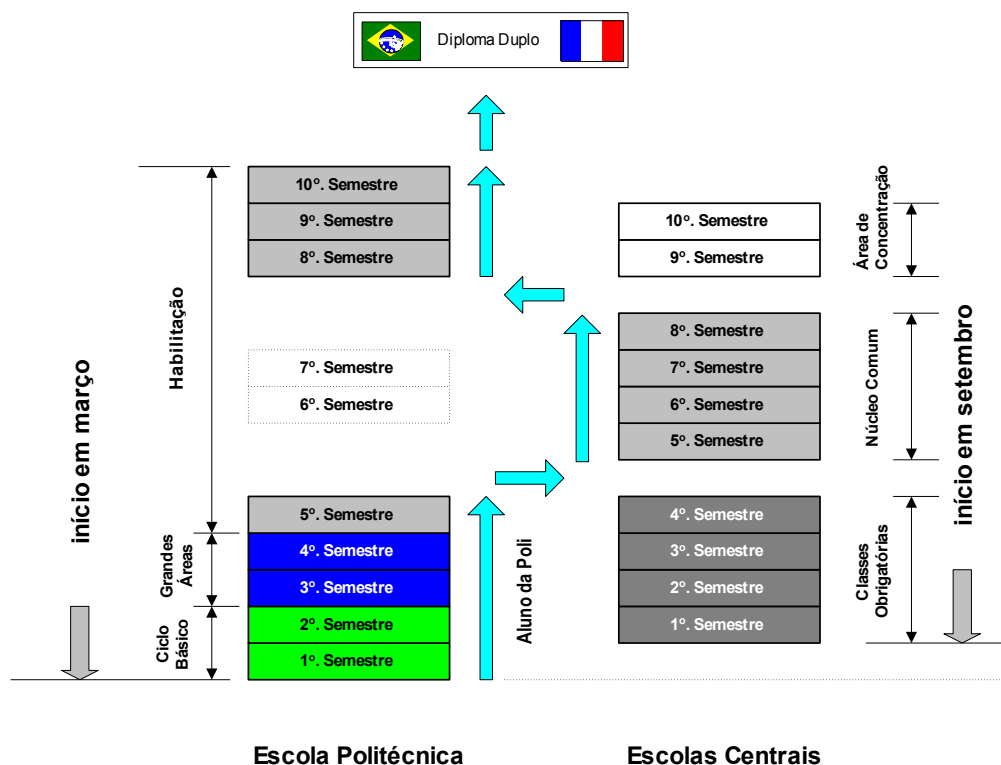 Diploma Duplo
10º. Semestre
9º. Semestre
8º. Semestre
7º. Semestre
6º. Semestre
5º. Semestre
4º. Semestre
3º. Semestre
2º. Semestre
1º. Semestre
Habilitação
Grandes
Áreas
Ciclo
Básico
início em março
Aluno da Poli
10º. Semestre
9º. Semestre
8º. Semestre
7º. Semestre
6º. Semestre
5º. Semestre
4º. Semestre
3º. Semestre
2º. Semestre
1º. Semestre
Área de
Concentração
Núcleo Comum
Classes
Obrigatórias
início em setembro
Escola Politécnica
Escolas Centrais